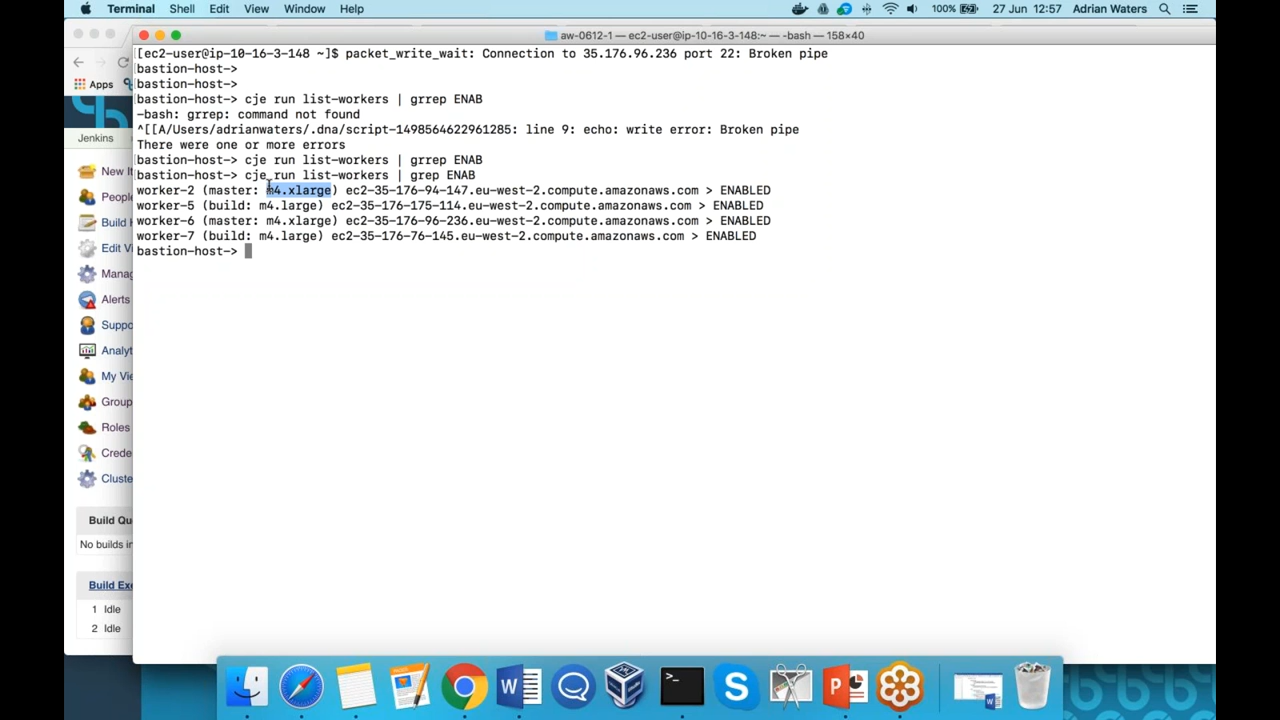 Terminal Shell Edit View Window Help 100% 27 Jun 12:57 Adrian Waters
aw-0612-1 — ec2-user@ip-10-16-3-148:~ — -bash — 158×40
[ec2-user@ip-10-16-3-148 ~]$ packet_write_wait: Connection to 35.176.96.236 port 22: Broken pipe
[bastion-host->
[bastion-host->
[bastion-host-> cje run list-workers | grrep ENAB
-bash: grrep: command not found
^[[A/Users/adrianwaters/.dna/script-1498564622961285: line 9: echo: write error: Broken pipe
There were one or more errors
[bastion-host-> cje run list-workers | grrep ENAB
[bastion-host-> cje run list-workers | grep ENAB
worker-2 (master: m4.xlarge) ec2-35-176-94-147.eu-west-2.compute.amazonaws.com > ENABLED
worker-5 (build: m4.large) ec2-35-176-175-114.eu-west-2.compute.amazonaws.com > ENABLED
worker-6 (master: m4.xlarge) ec2-35-176-96-236.eu-west-2.compute.amazonaws.com > ENABLED
worker-7 (build: m4.large) ec2-35-176-76-145.eu-west-2.compute.amazonaws.com > ENABLED
bastion-host->
Apps
Jenkins
New It
People
Build H
Edit Vi
Manag
Alerts
Suppo
Analyt
My Vie
Group
Roles
Crede
Cluste
Build Qu
No builds in
Build Exe
1 Idle
2 Idle